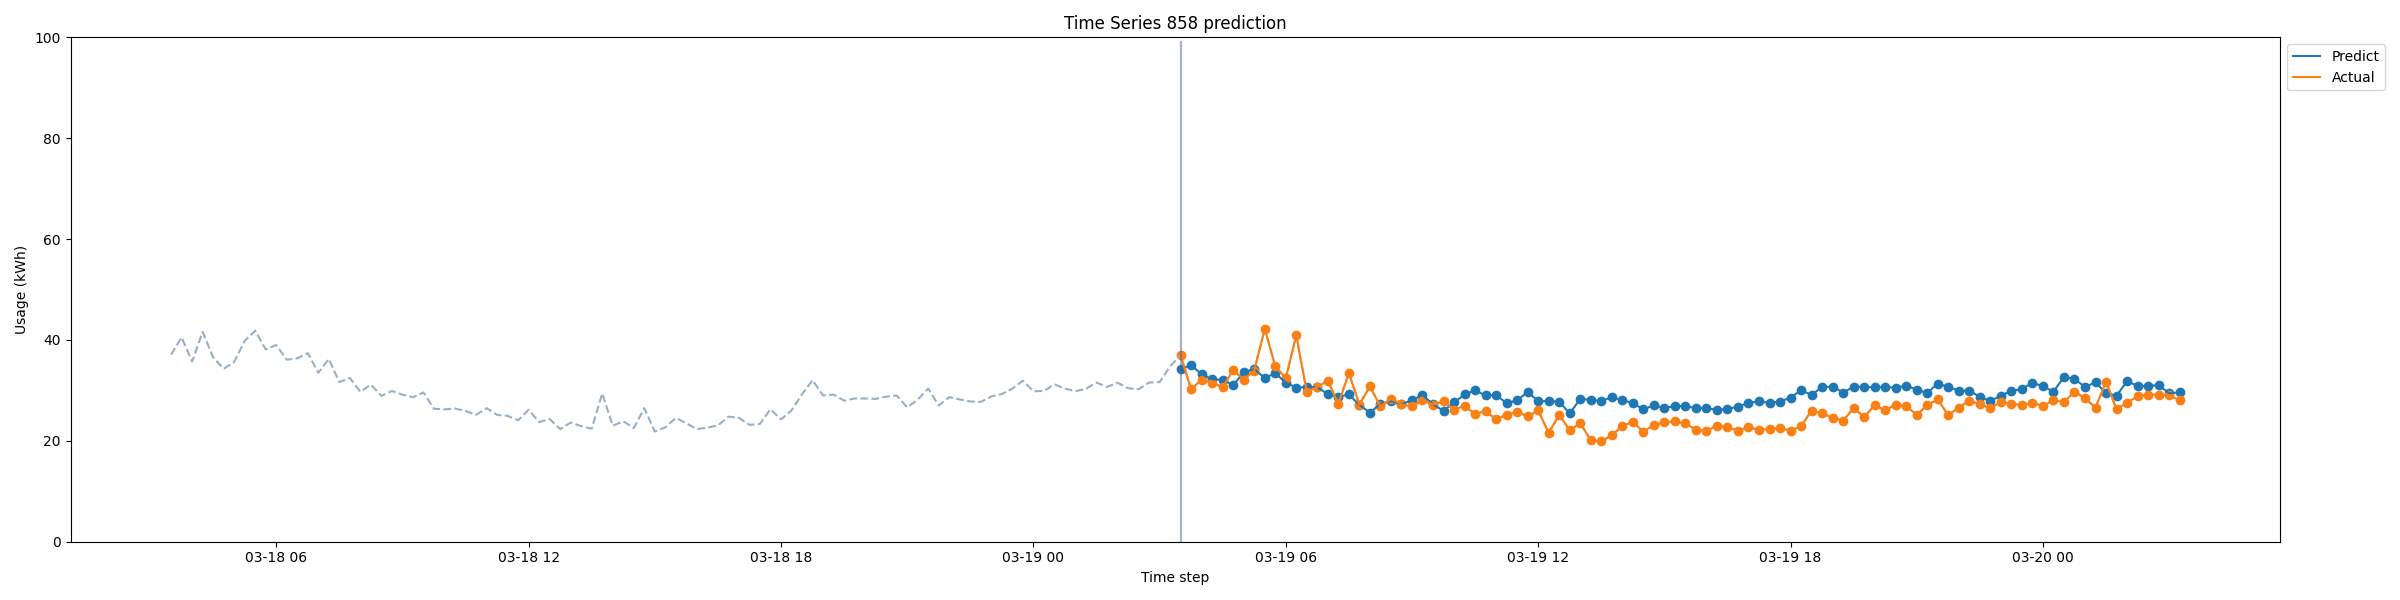 Time Series 858 prediction
100
80
60
40
20
0
Usage (kWh)
03-18 06
03-18 12
03-18 18
03-19 00
03-19 06
03-19 12
03-19 18
03-20 00
Time step
Predict
Actual